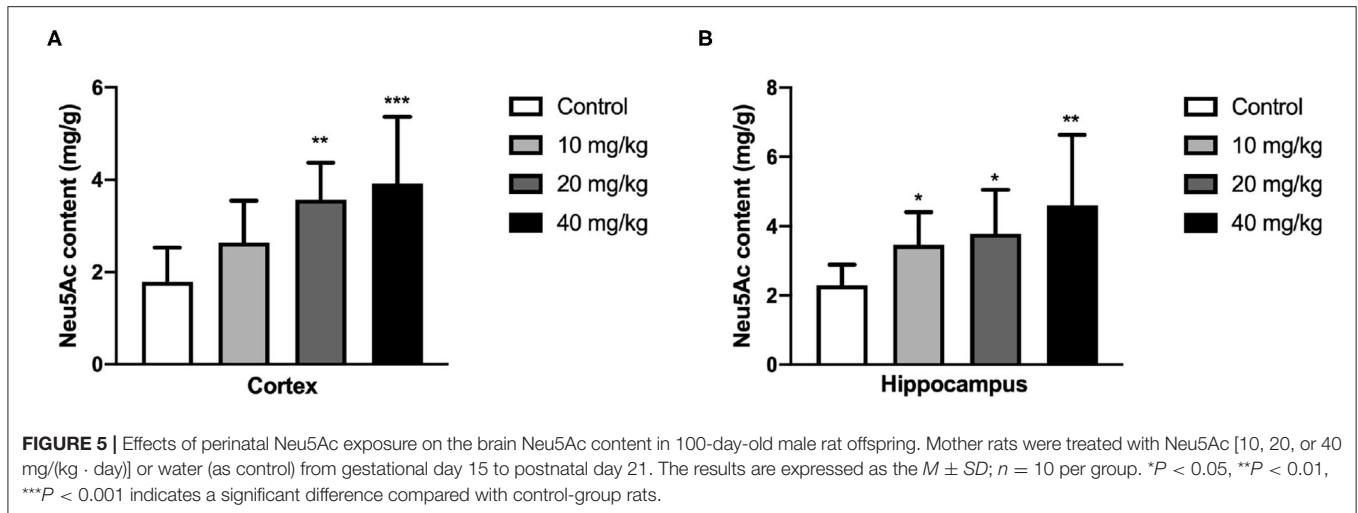 A
Neu5Ac content (mg/g)
6
4
2
0
**
***
Cortex
Control
10 mg/kg
20 mg/kg
40 mg/kg
B
Neu5Ac content (mg/g)
8
6
4
2
0
*
*
**
Hippocampus
Control
10 mg/kg
20 mg/kg
40 mg/kg
FIGURE 5 | Effects of perinatal Neu5Ac exposure on the brain Neu5Ac content in 100-day-old male rat offspring. Mother rats were treated with Neu5Ac [10, 20, or 40
mg/(kg · day)] or water (as control) from gestational day 15 to postnatal day 21. The results are expressed as the M ± SD; n = 10 per group. *P < 0.05, **P < 0.01,
***P < 0.001 indicates a significant difference compared with control-group rats.